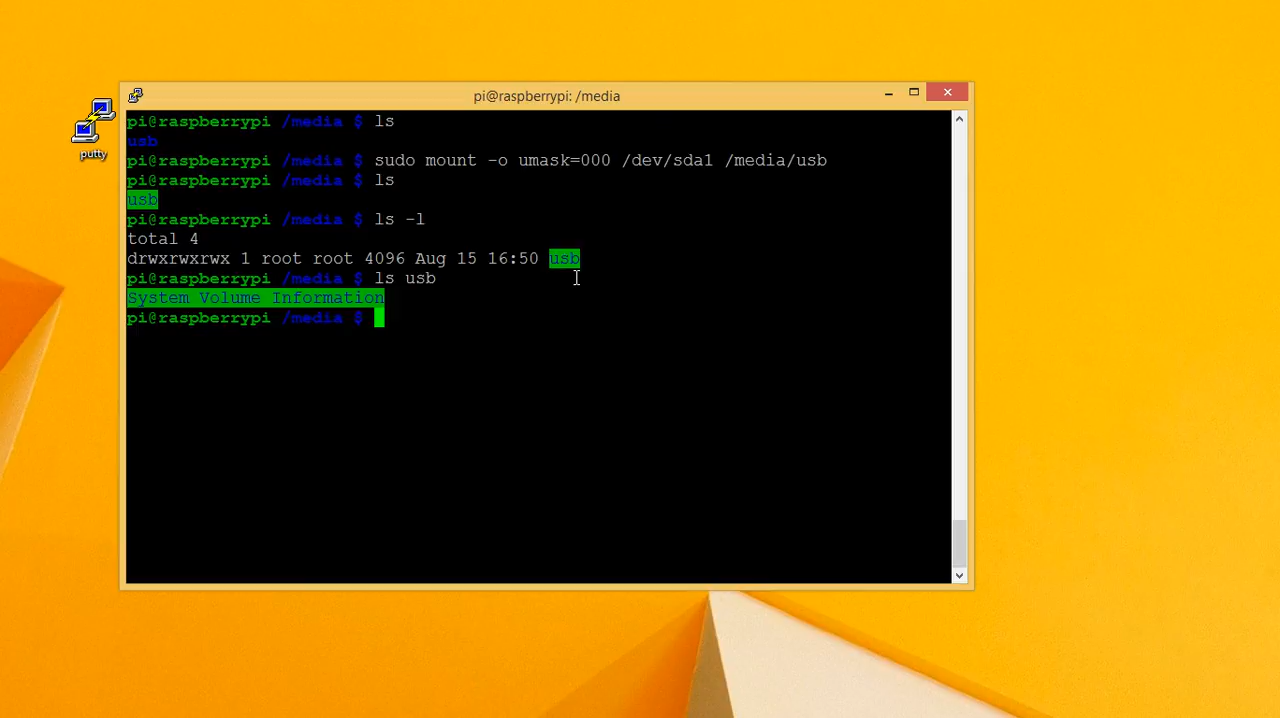 putty
pi@raspberrypi: /media
pi@raspberrypi /media $ ls
usb
pi@raspberrypi /media $ sudo mount -o umask=000 /dev/sda1 /media/usb
pi@raspberrypi /media $ ls
usb
pi@raspberrypi /media $ ls -l
total 4
drwxrwxrwx 1 root root 4096 Aug 15 16:50 usb
pi@raspberrypi /media $ ls usb
System Volume Information
pi@raspberrypi /media $